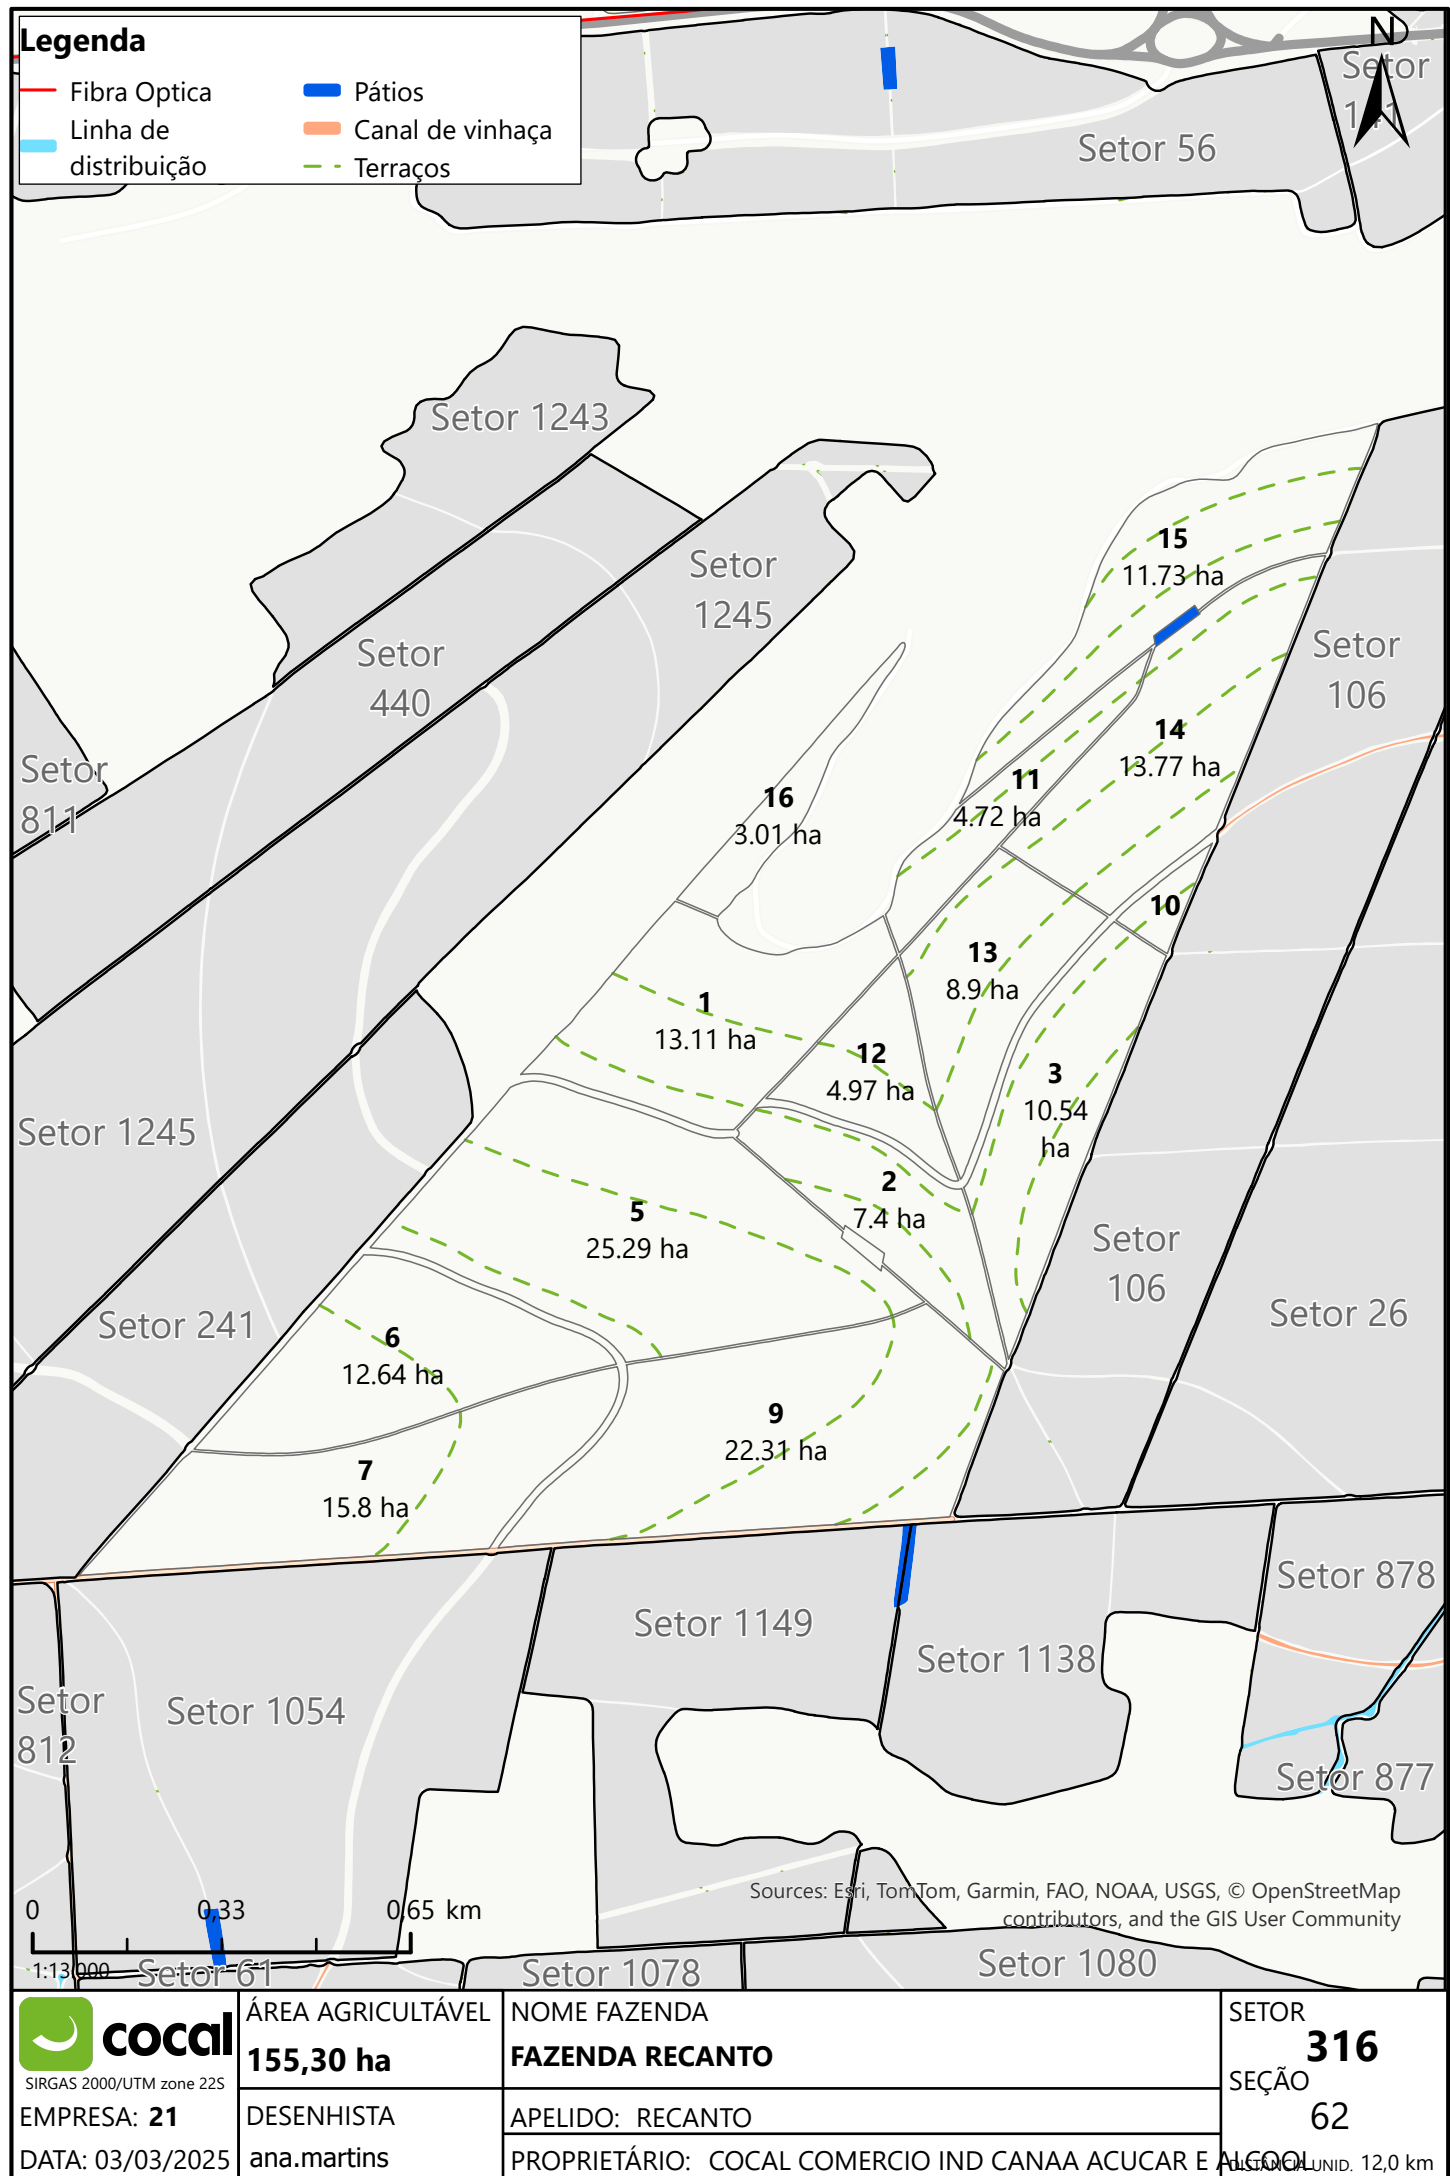 Legenda
Fibra Optica
Linha de
distribuição
Pátios
Canal de vinhaça
Terraços
N
Setor
141
Setor 56
Setor 1243
Setor
1245
Setor
440
Setor
811
15
11.73 ha
Setor
106
14
13.77 ha
11
4.72 ha
16
3.01 ha
10
13
8.9 ha
1
13.11 ha
12
4.97 ha
3
10.54
ha
Setor 1245
2
7.4 ha
5
25.29 ha
Setor
106
Setor 26
Setor 241
6
12.64 ha
9
22.31 ha
7
15.8 ha
Setor 878
Setor 1149
Setor 1138
Setor
812
Setor 1054
Setor 877
Sources: Esri, TomTom, Garmin, FAO, NOAA, USGS, © OpenStreetMap
contributors, and the GIS User Community
0 0,33 0,65 km
1:13.000
Setor 61
Setor 1078
Setor 1080
cocal
SIRGAS 2000/UTM zone 22S
EMPRESA: 21
DATA: 03/03/2025
ÁREA AGRICULTÁVEL
155,30 ha
DESENHISTA
ana.martins
NOME FAZENDA
FAZENDA RECANTO
APELIDO: RECANTO
PROPRIETÁRIO: COCAL COMERCIO IND CANAA ACUCAR E ALCOOL
SETOR
316
SEÇÃO
62
DISTÂNCIA UNID. 12,0 km